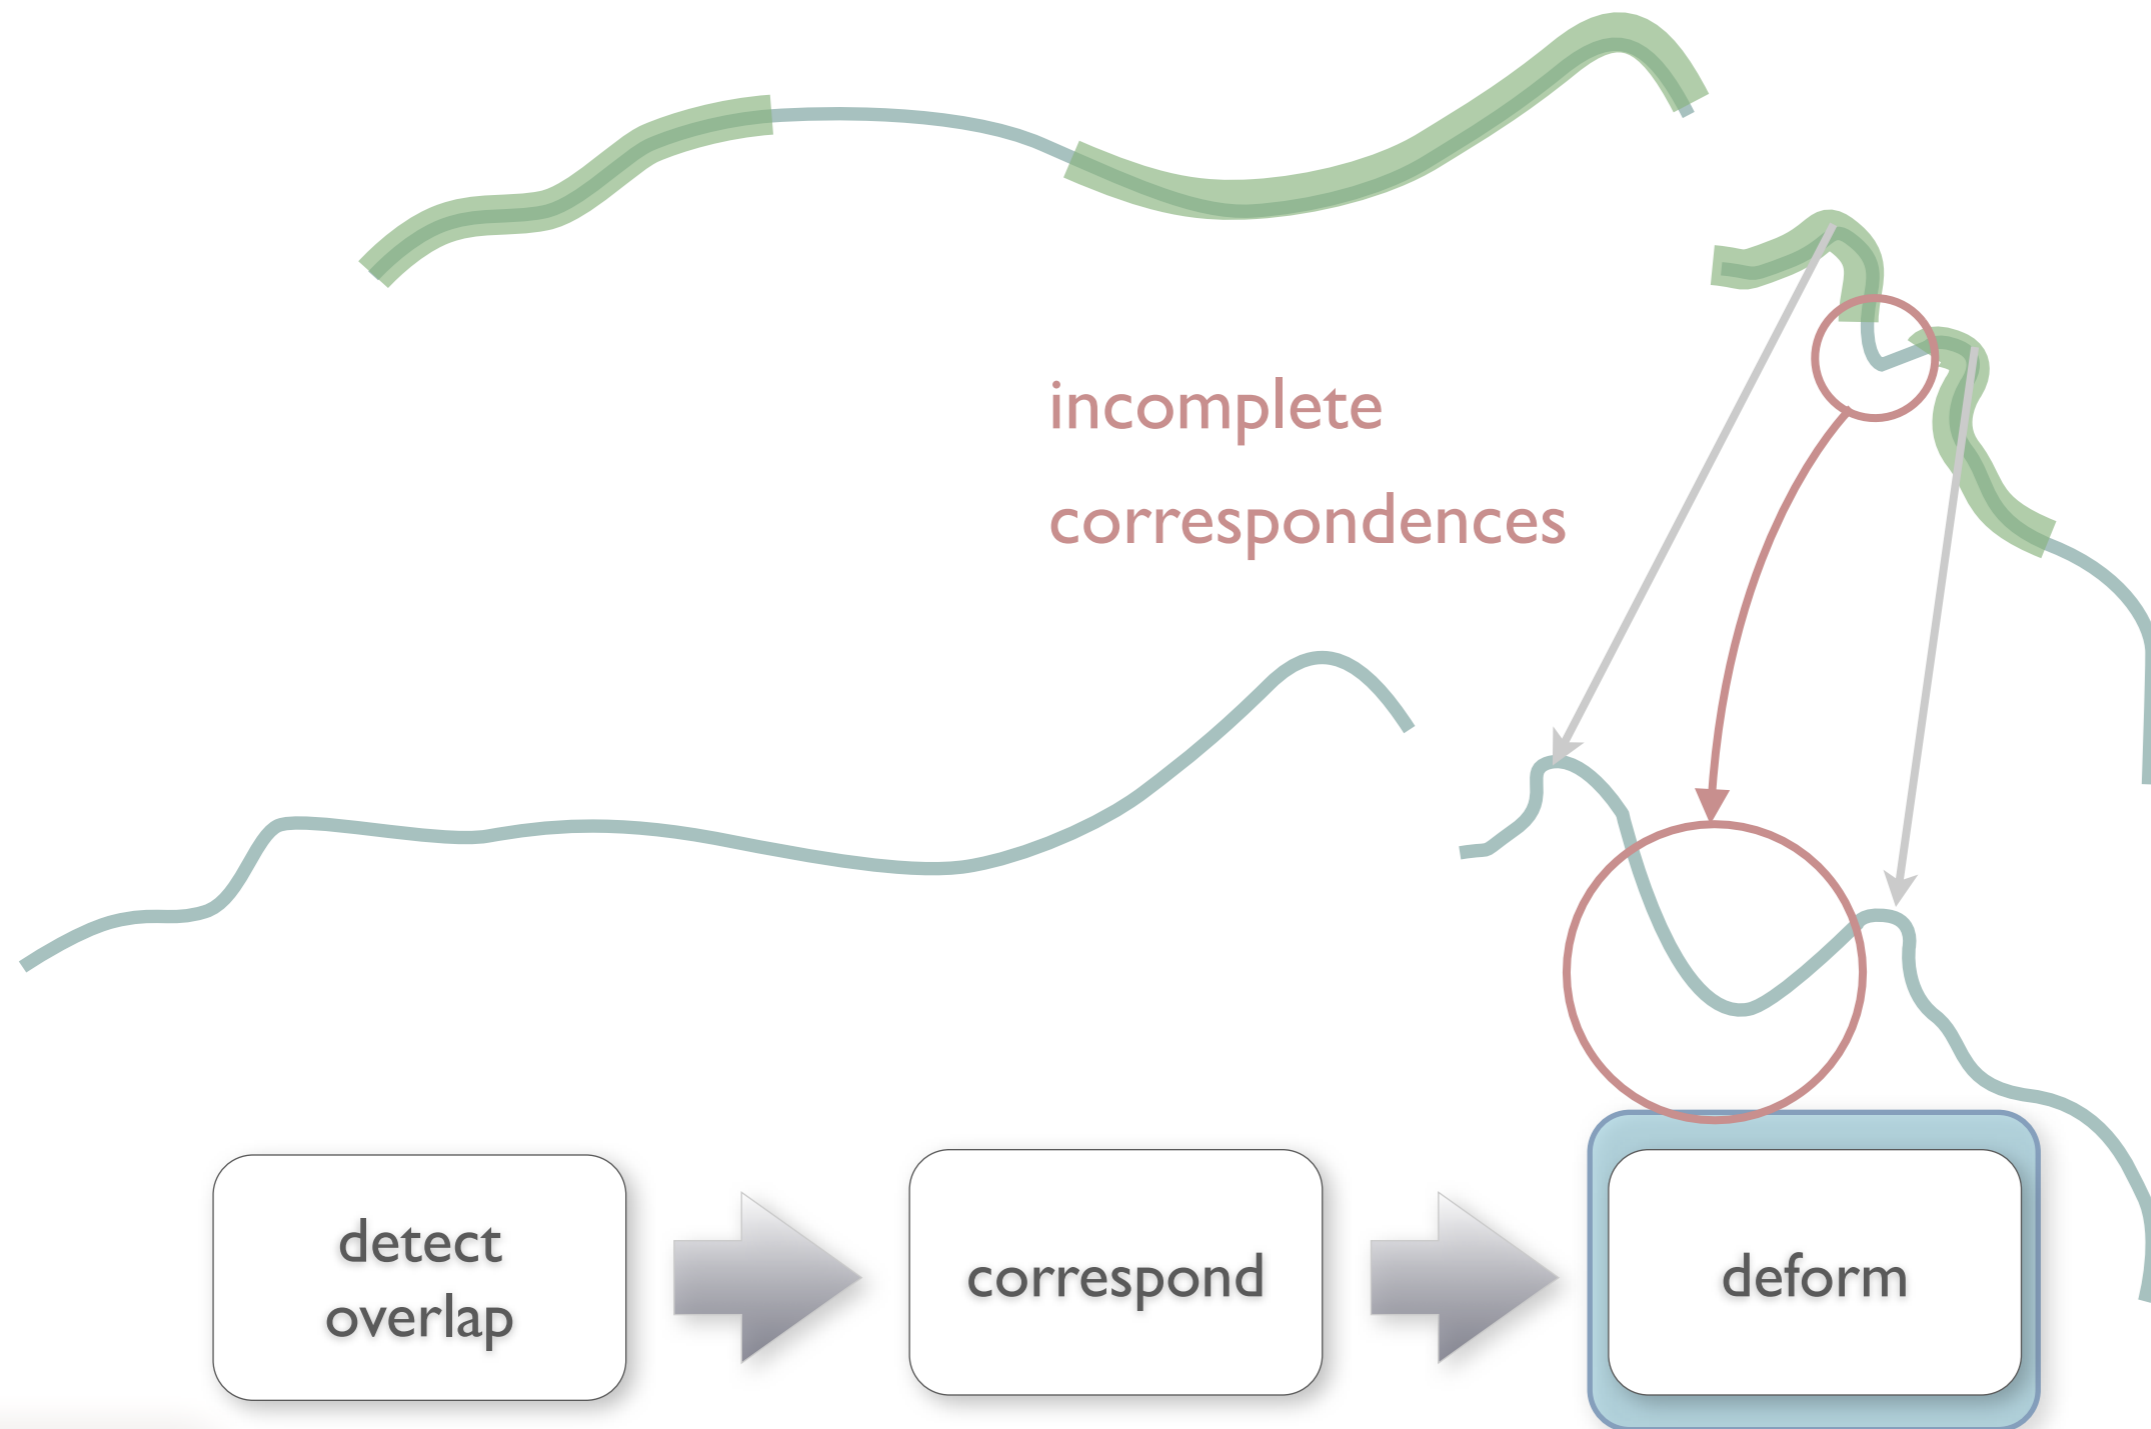 incomplete
correspondences
detect
overlap
correspond
deform